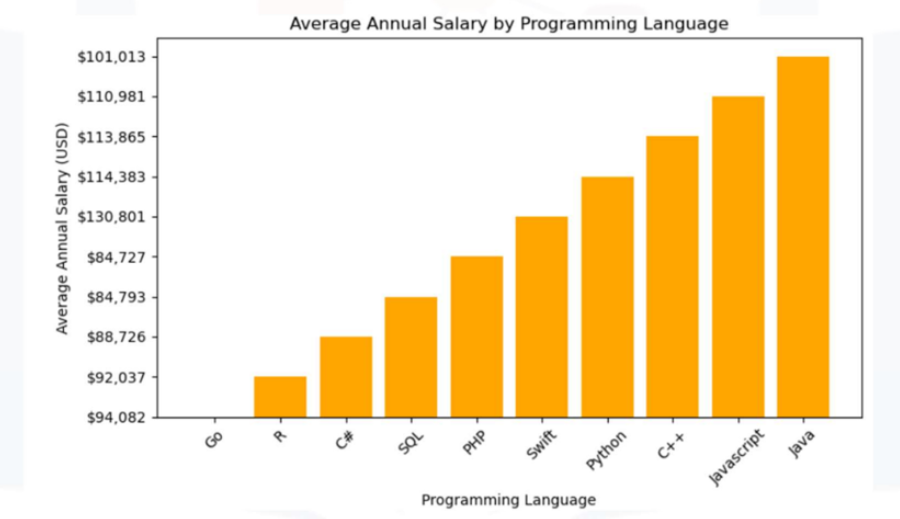 Average Annual Salary by Programming Language
Average Annual Salary (USD)
$101,013
$110,981
$113,865
$114,383
$130,801
$84,727
$84,793
$88,726
$92,037
$94,082
Go
R
C#
SQL
PHP
Swift
Python
C++
Javascript
Java
Programming Language